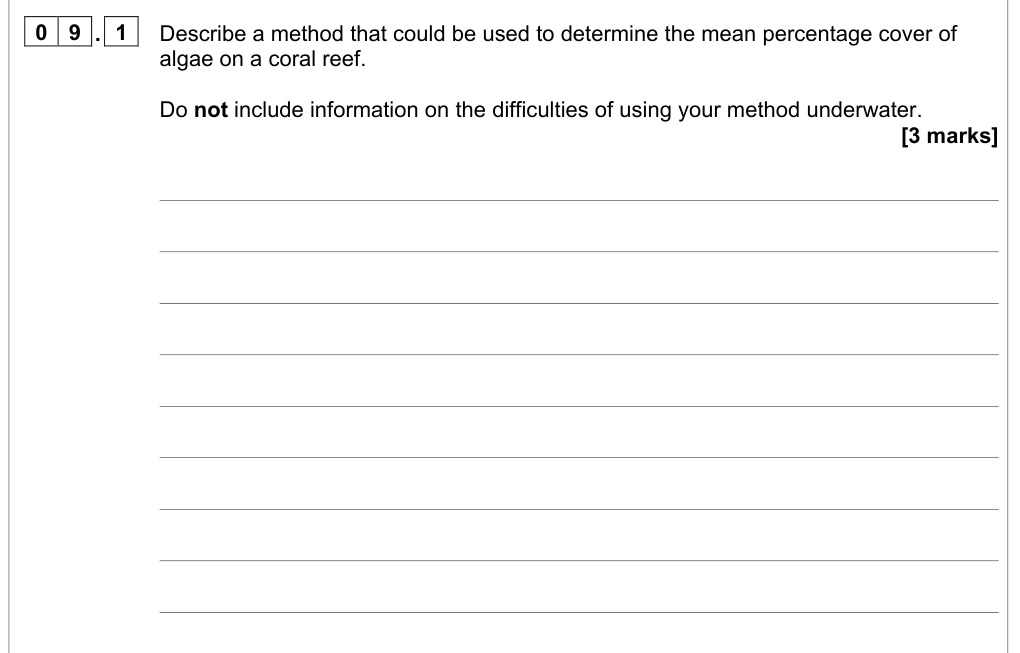 0 9 . 1 Describe a method that could be used to determine the mean percentage cover of
algae on a coral reef.
Do not include information on the difficulties of using your method underwater.
[3 marks]